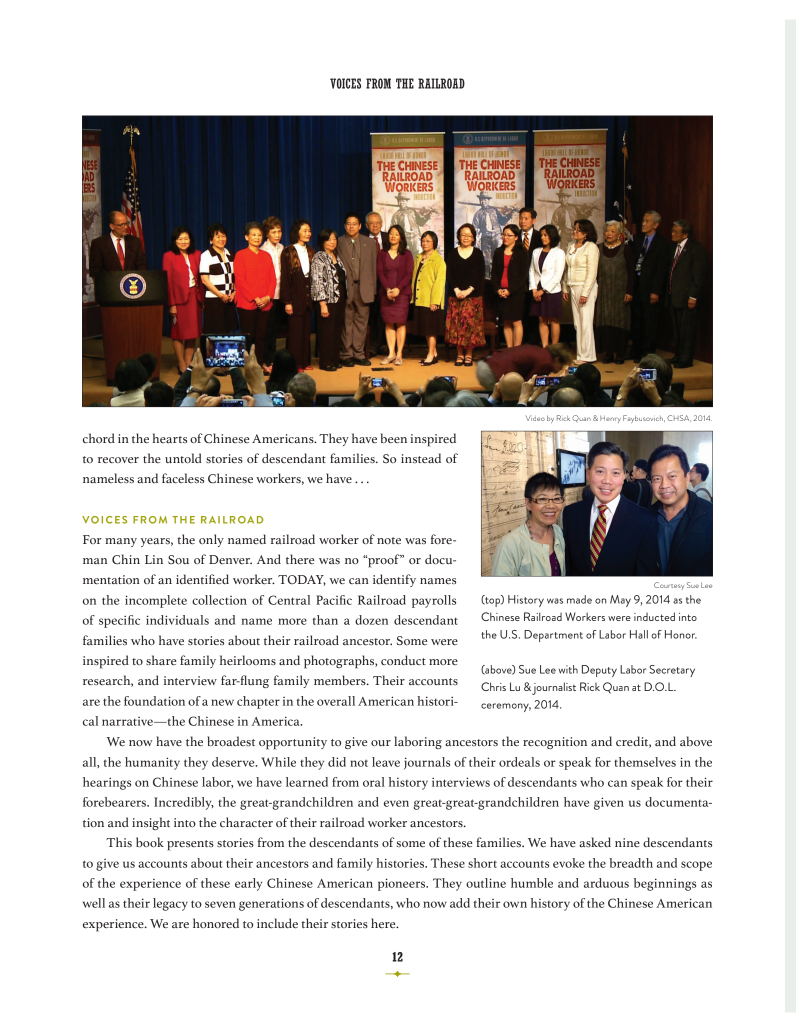 VOICES FROM THE RAILROAD
U.S. DEPARTMENT OF LABOR
LABOR HALL OF HONOR
THE CHINESE
RAILROAD
WORKERS
INDUCTION
LABOR HALL OF HONOR
THE CHINESE
RAILROAD
WORKERS
INDUCTION
LABOR HALL OF HONOR
THE CHINESE
RAILROAD
WORKERS
INDUCTION
Video by Rick Quan & Henry Faybusovich, CHSA, 2014.
chord in the hearts of Chinese Americans. They have been inspired
to recover the untold stories of descendant families. So instead of
nameless and faceless Chinese workers, we have . . .
VOICES FROM THE RAILROAD
For many years, the only named railroad worker of note was fore-
man Chin Lin Sou of Denver. And there was no “proof” or docu-
mentation of an identified worker. TODAY, we can identify names
on the incomplete collection of Central Pacific Railroad payrolls
of specific individuals and name more than a dozen descendant
families who have stories about their railroad ancestor. Some were
inspired to share family heirlooms and photographs, conduct more
research, and interview far-flung family members. Their accounts
are the foundation of a new chapter in the overall American histori-
cal narrative—the Chinese in America.
Courtesy Sue Lee
(top) History was made on May 9, 2014 as the
Chinese Railroad Workers were inducted into
the U.S. Department of Labor Hall of Honor.
(above) Sue Lee with Deputy Labor Secretary
Chris Lu & journalist Rick Quan at D.O.L.
ceremony, 2014.
We now have the broadest opportunity to give our laboring ancestors the recognition and credit, and above
all, the humanity they deserve. While they did not leave journals of their ordeals or speak for themselves in the
hearings on Chinese labor, we have learned from oral history interviews of descendants who can speak for their
forebearers. Incredibly, the great-grandchildren and even great-great-grandchildren have given us documenta-
tion and insight into the character of their railroad worker ancestors.
This book presents stories from the descendants of some of these families. We have asked nine descendants
to give us accounts about their ancestors and family histories. These short accounts evoke the breadth and scope
of the experience of these early Chinese American pioneers. They outline humble and arduous beginnings as
well as their legacy to seven generations of descendants, who now add their own history of the Chinese American
experience. We are honored to include their stories here.
12